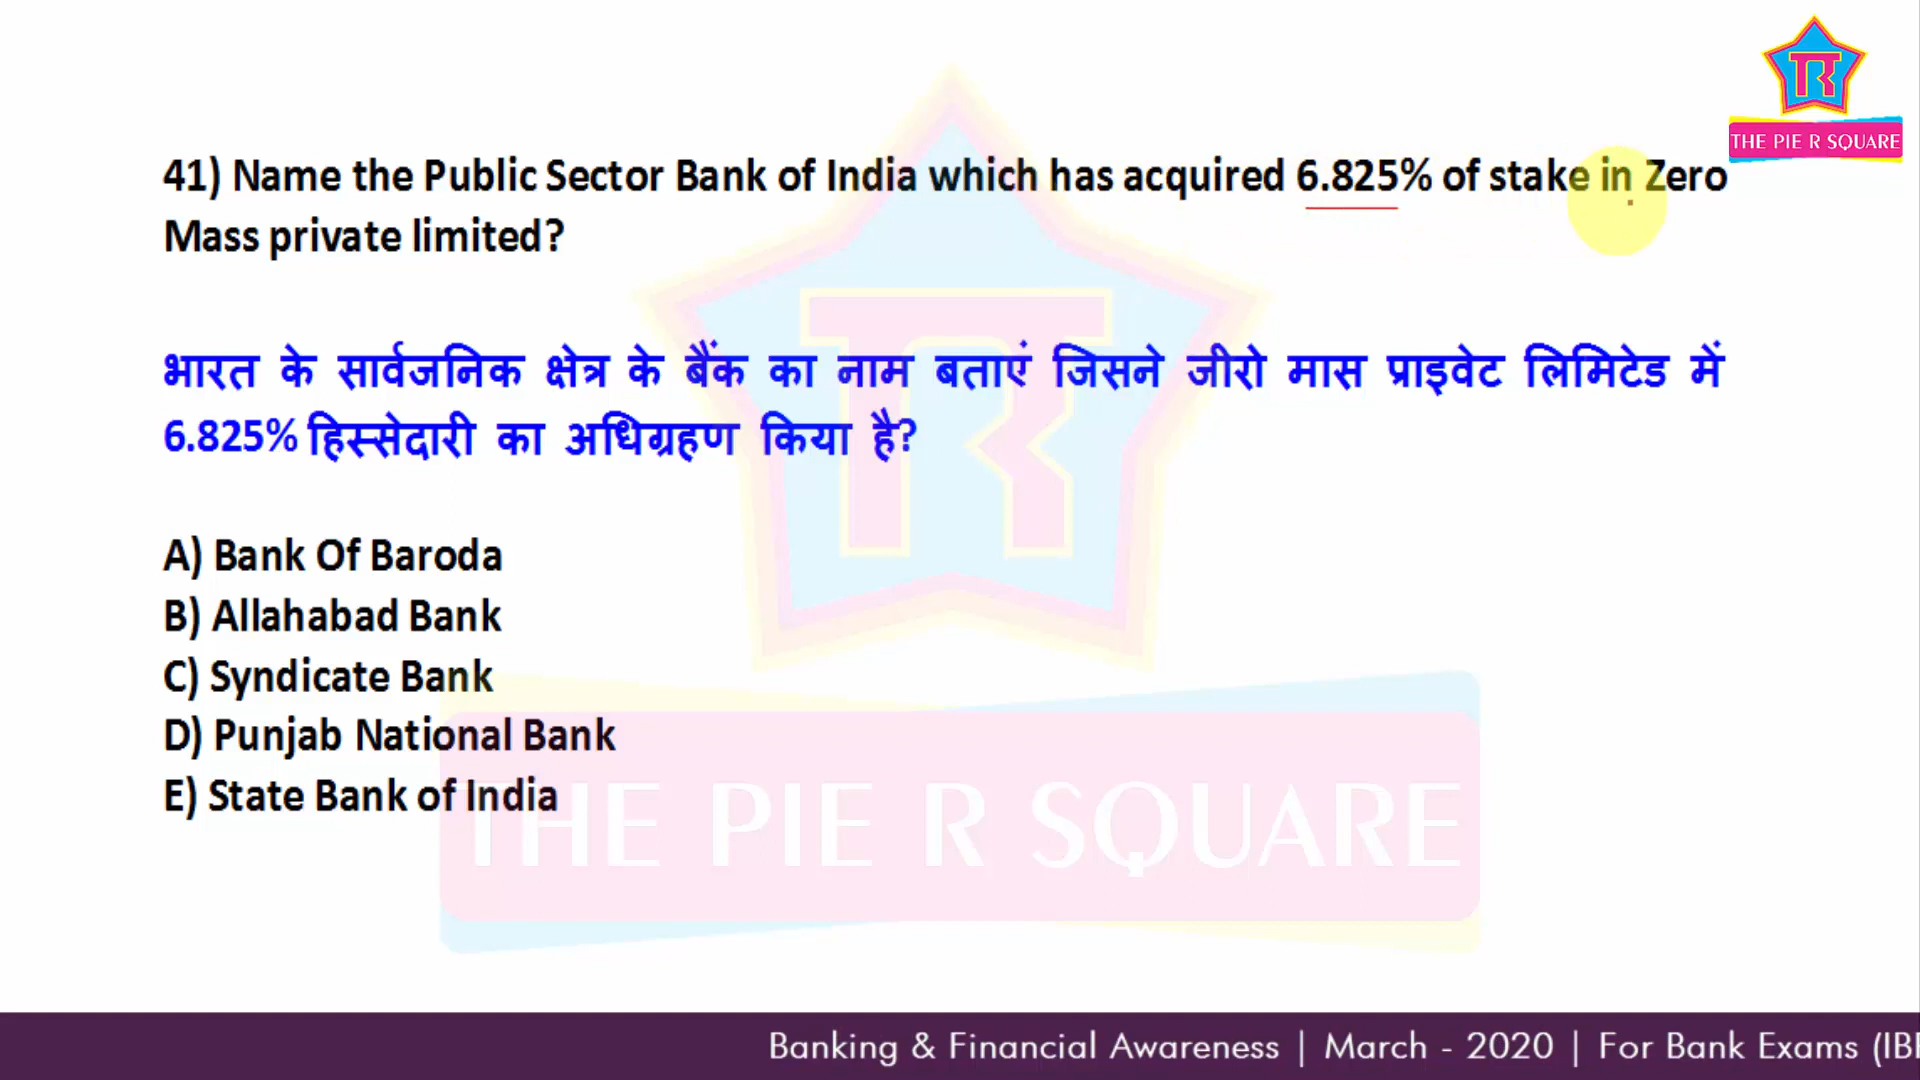 THE PIE R SQUARE
41) Name the Public Sector Bank of India which has acquired 6.825% of stake in Zero
Mass private limited?
भारत के सार्वजनिक क्षेत्र के बैंक का नाम बताएं जिसने जीरो मास प्राइवेट लिमिटेड में
6.825% हिस्सेदारी का अधिग्रहण किया है?
A) Bank Of Baroda
B) Allahabad Bank
C) Syndicate Bank
D) Punjab National Bank
E) State Bank of India
THE PIE R SQUARE
Banking & Financial Awareness | March - 2020 | For Bank Exams (IB